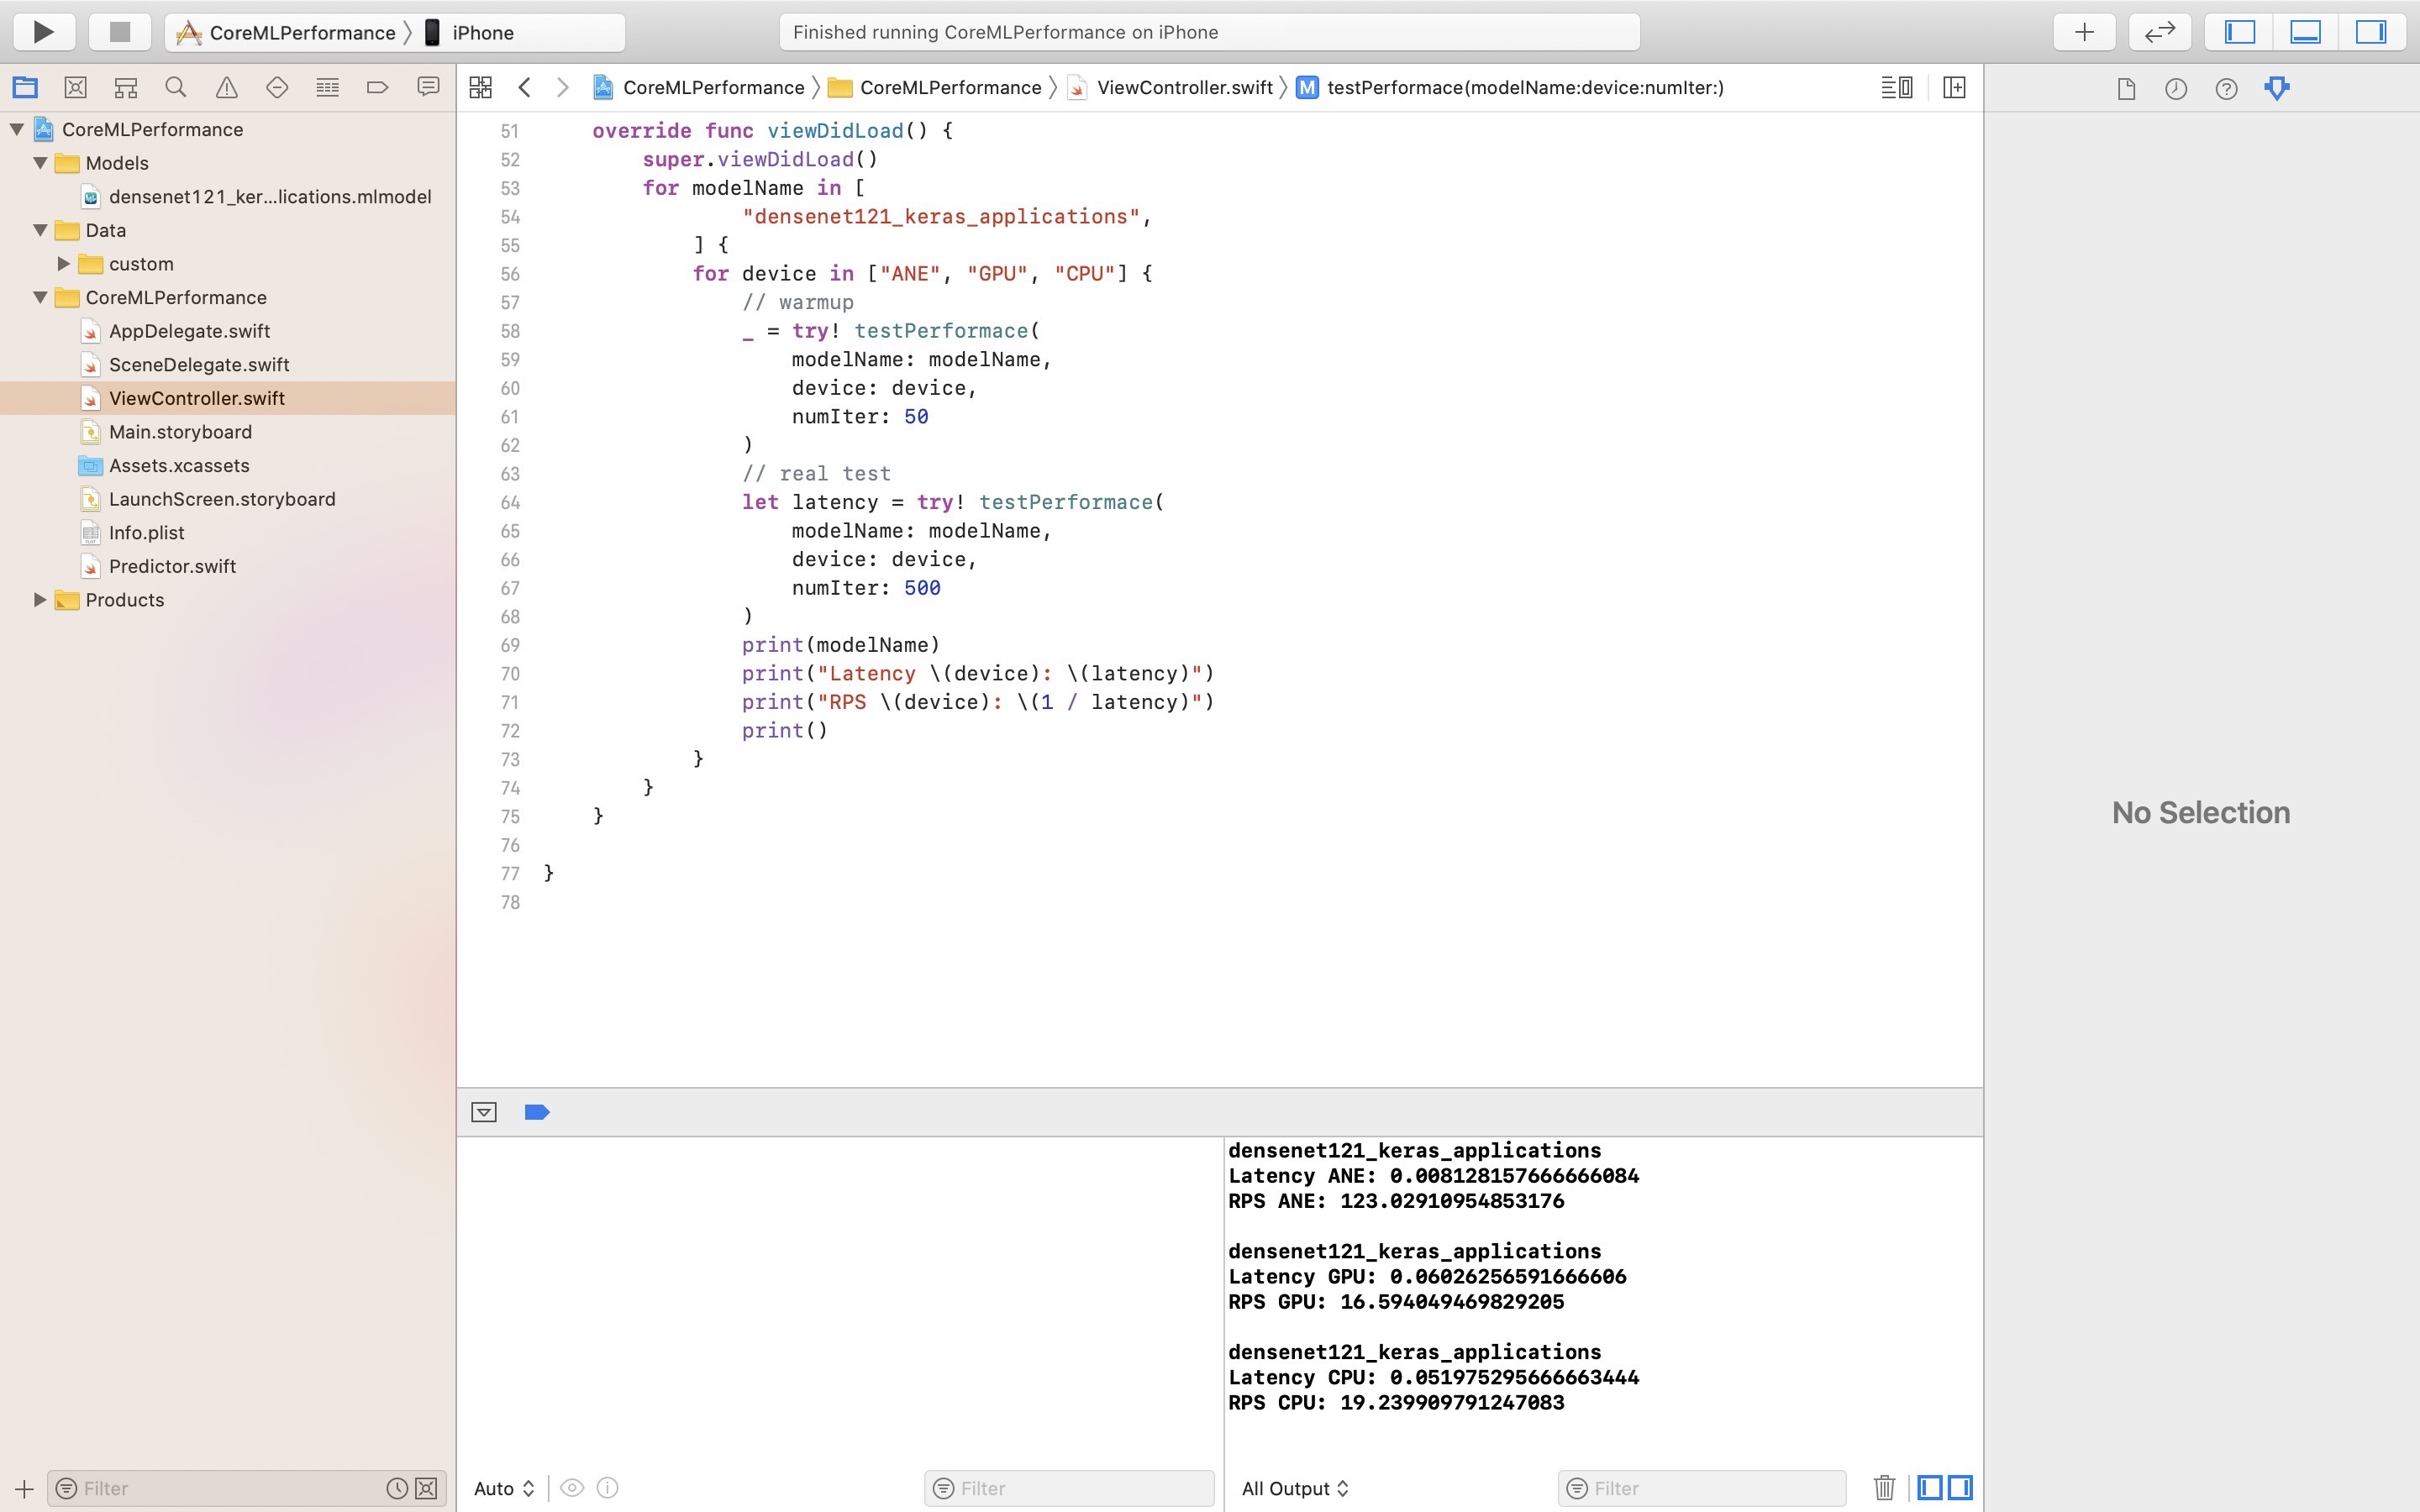 CoreMLPerformance 〉 iPhone
Finished running CoreMLPerformance on iPhone
CoreMLPerformance 〉 CoreMLPerformance 〉 ViewController.swift 〉 M testPerformace(modelName:device:numIter:)
CoreMLPerformance
Models
densenet121_ker...lications.mlmodel
Data
custom
CoreMLPerformance
AppDelegate.swift
SceneDelegate.swift
ViewController.swift
Main.storyboard
Assets.xcassets
LaunchScreen.storyboard
Info.plist
Predictor.swift
Products
Filter
51 override func viewDidLoad() {
52 super.viewDidLoad()
53 for modelName in [
54 "densenet121_keras_applications",
55 ] {
56 for device in ["ANE", "GPU", "CPU"] {
57 // warmup
58 _ = try! testPerformace(
59 modelName: modelName,
60 device: device,
61 numIter: 50
62 )
63 // real test
64 let latency = try! testPerformace(
65 modelName: modelName,
66 device: device,
67 numIter: 500
68 )
69 print(modelName)
70 print("Latency \(device): \(latency)")
71 print("RPS \(device): \(1 / latency)")
72 print()
73 }
74 }
75 }
76
77 }
78
No Selection
densenet121_keras_applications
Latency ANE: 0.008128157666666084
RPS ANE: 123.02910954853176
densenet121_keras_applications
Latency GPU: 0.06026256591666606
RPS GPU: 16.594049469829205
densenet121_keras_applications
Latency CPU: 0.051975295666663444
RPS CPU: 19.239909791247083
Auto
Filter
All Output
Filter